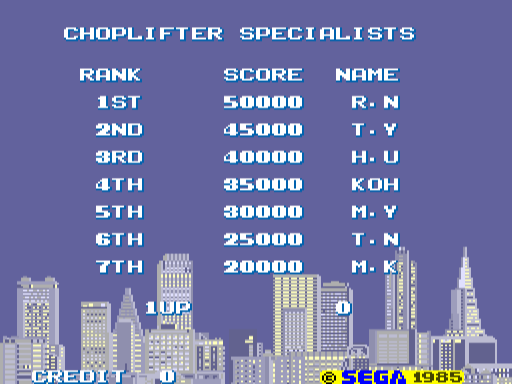 CHOPLIFTER SPECIALISTS
RANK SCORE NAME
1ST 50000 R.N
2ND 45000 T.Y
3RD 40000 H.U
4TH 35000 KOH
5TH 30000 M.Y
6TH 25000 T.N
7TH 20000 M.K
1UP 0
CREDIT 0 © SEGA 1985